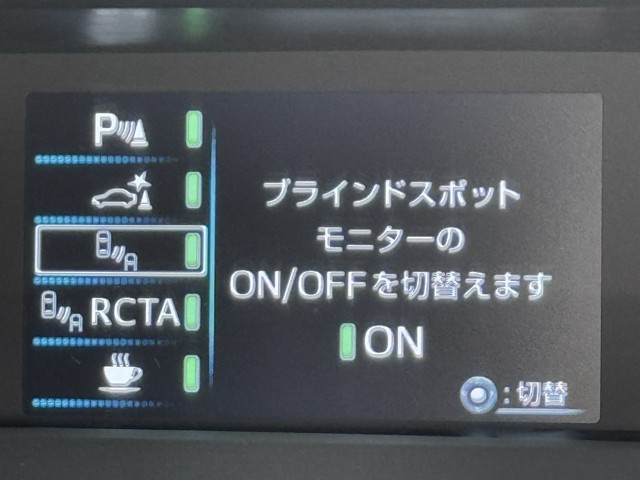 P
RCTA
ブラインドスポット
モニターの
ON/OFFを切替えます
ON
:切替